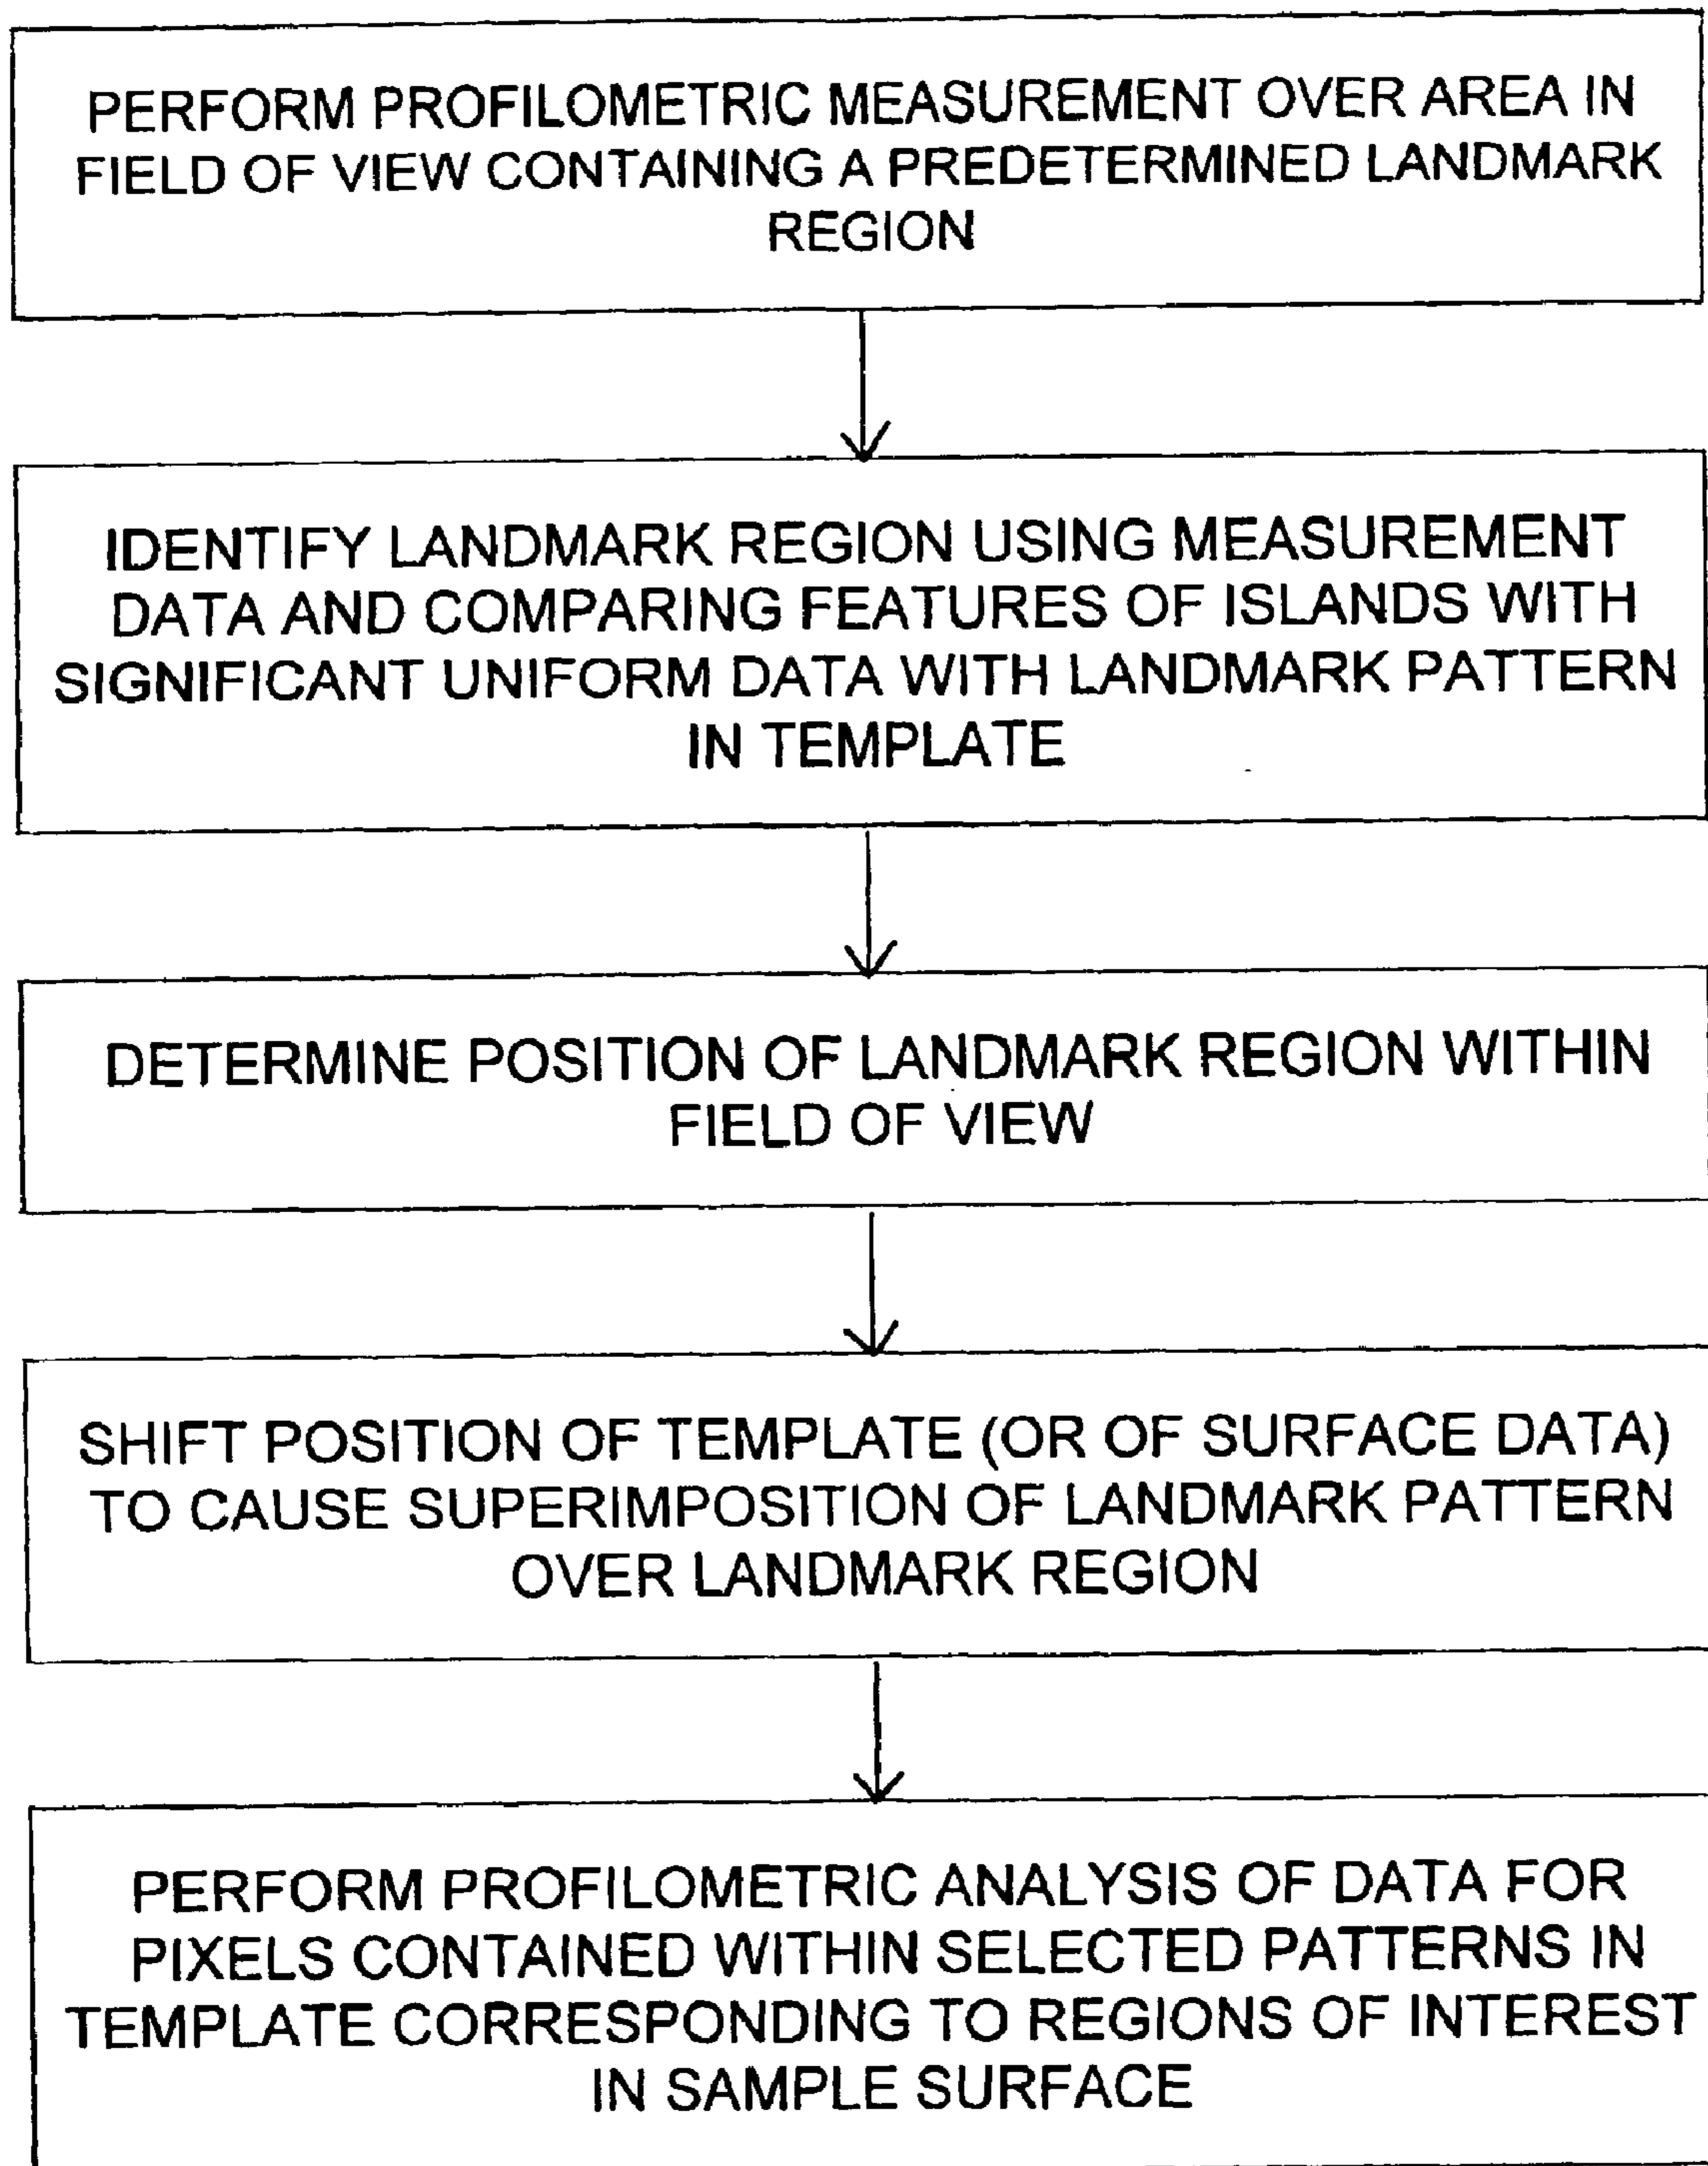 PERFORM PROFILOMETRIC MEASUREMENT OVER AREA IN
FIELD OF VIEW CONTAINING A PREDETERMINED LANDMARK
REGION
IDENTIFY LANDMARK REGION USING MEASUREMENT
DATA AND COMPARING FEATURES OF ISLANDS WITH
SIGNIFICANT UNIFORM DATA WITH LANDMARK PATTERN
IN TEMPLATE
DETERMINE POSITION OF LANDMARK REGION WITHIN
FIELD OF VIEW
SHIFT POSITION OF TEMPLATE (OR OF SURFACE DATA)
TO CAUSE SUPERIMPOSITION OF LANDMARK PATTERN
OVER LANDMARK REGION
PERFORM PROFILOMETRIC ANALYSIS OF DATA FOR
PIXELS CONTAINED WITHIN SELECTED PATTERNS IN
TEMPLATE CORRESPONDING TO REGIONS OF INTEREST
IN SAMPLE SURFACE